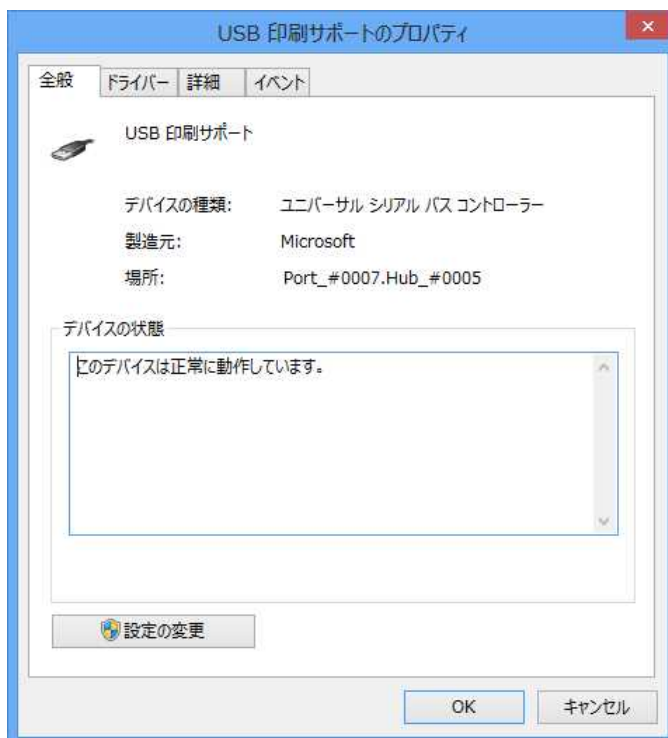 USB 印刷サポートのプロパティ
全般 ドライバー 詳細 イベント
USB 印刷サポート
デバイスの種類: ユニバーサル シリアル バス コントローラー
製造元: Microsoft
場所: Port_#0007.Hub_#0005
デバイスの状態
このデバイスは正常に動作しています。
設定の変更
OK キャンセル